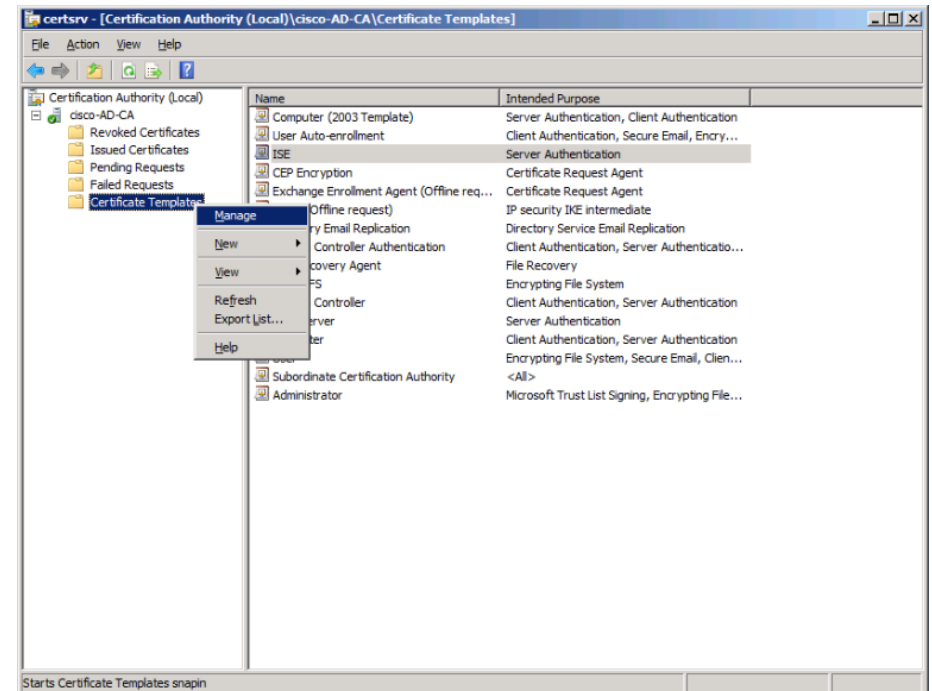 certsrv - [Certification Authority (Local)\cisco-AD-CA\Certificate Templates]
File Action View Help
Certification Authority (Local)
cisco-AD-CA
Revoked Certificates
Issued Certificates
Pending Requests
Failed Requests
Certificate Templates
Manage
New
View
Refresh
Export List...
Help
Name Intended Purpose
Computer (2003 Template) Server Authentication, Client Authentication
User Auto-enrollment Client Authentication, Secure Email, Encry...
ISE Server Authentication
CEP Encryption Certificate Request Agent
Exchange Enrollment Agent (Offline req... Certificate Request Agent
Offline request) IP security IKE intermediate
ry Email Replication Directory Service Email Replication
Controller Authentication Client Authentication, Server Authenticatio...
covery Agent File Recovery
FS Encrypting File System
Controller Client Authentication, Server Authentication
erver Server Authentication
ter Client Authentication, Server Authentication
Encrypting File System, Secure Email, Clien...
Subordinate Certification Authority <All>
Administrator Microsoft Trust List Signing, Encrypting File...
Starts Certificate Templates snapin